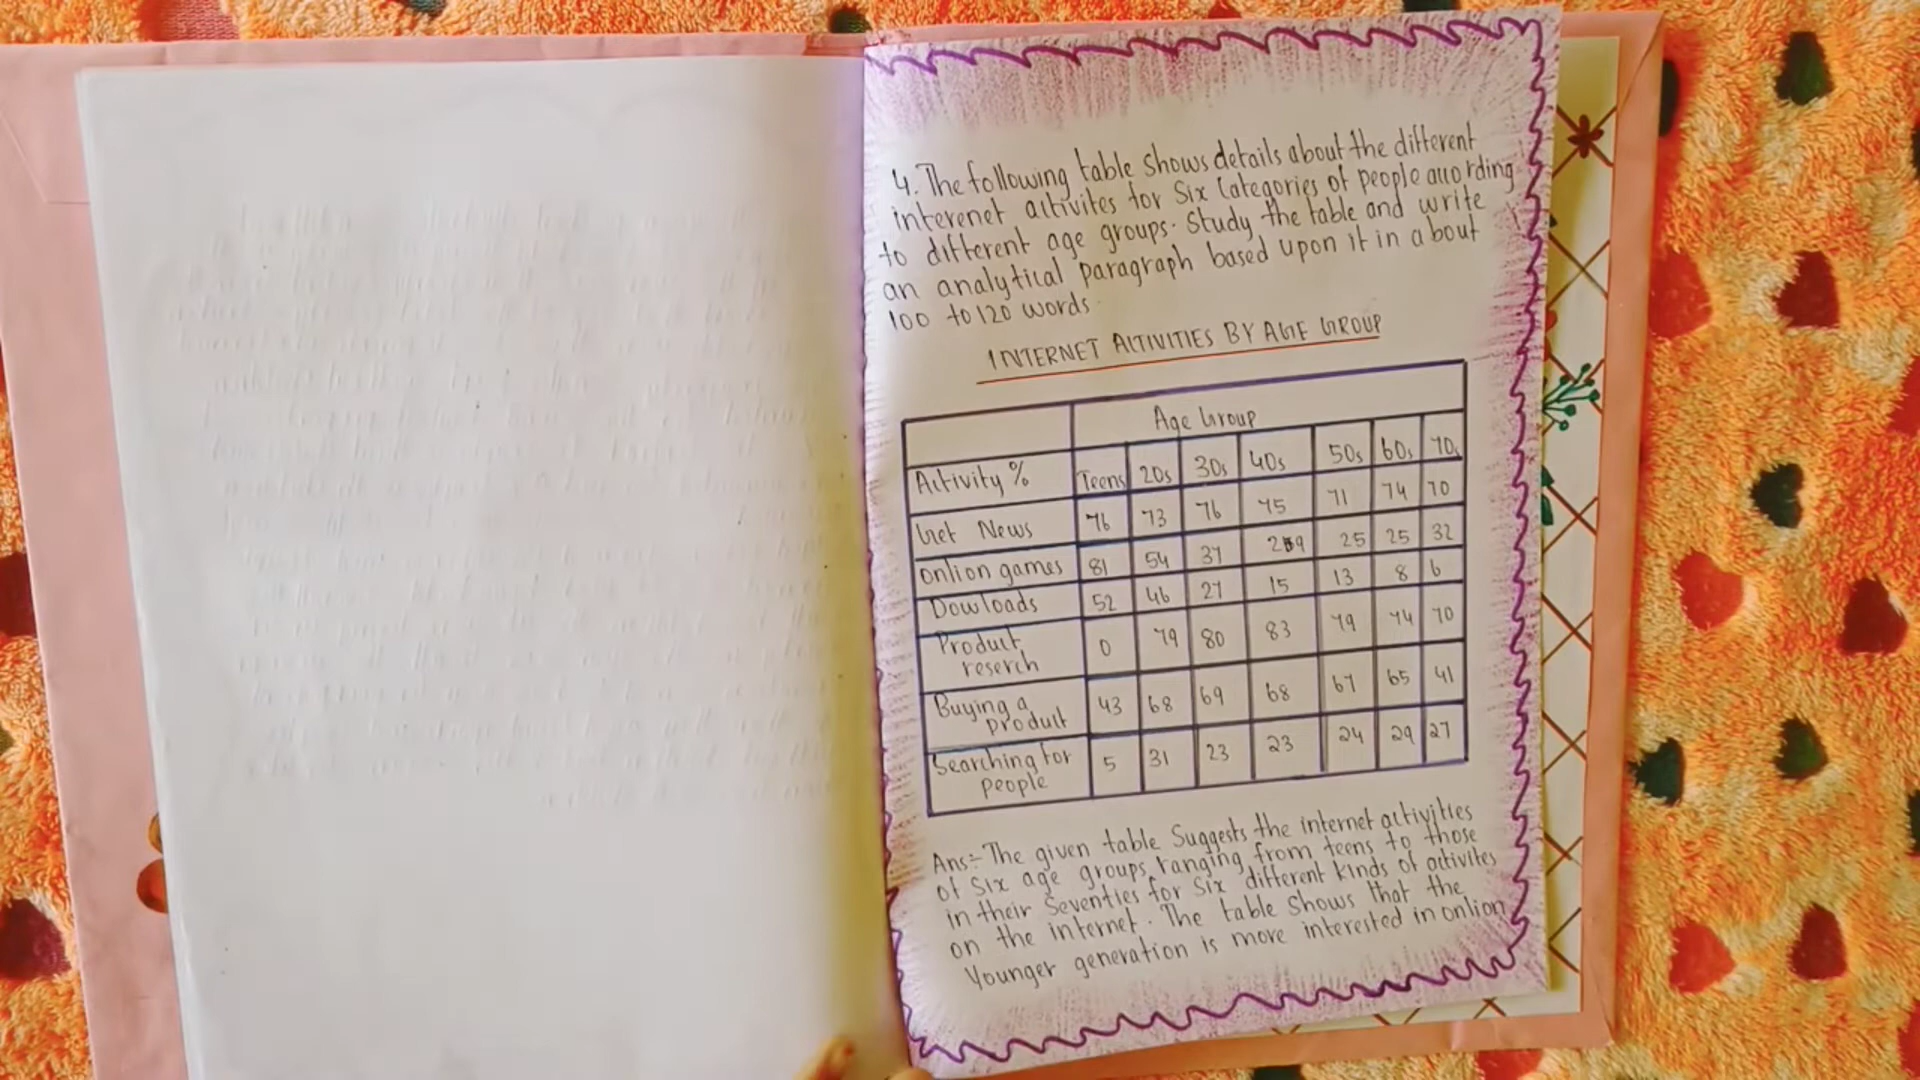 4. The following table shows details about the different
interenet activites for Six Categories of people auording
to different age groups. Study the table and write
an analytical paragraph based upon it in about
100 to 120 words.
INTERNET ACTIVITIES BY AGE GROUP
Age Group
Activity % Teens 20s 30s 40s 50s 60s 70s
Get News 76 73 76 75 71 74 70
Onlion games 81 54 37 29 25 25 32
Dowloads 52 46 27 15 13 8 6
Product reserch 0 79 80 83 79 74 70
Buying a product 43 68 69 68 67 65 41
Searching for people 5 31 23 23 24 29 27
Ans:- The given table Suggests the internet activities
of Six age groups, ranging from teens to those
in their Seventies for Six different kinds of activites
on the internet. The table Shows that the
Younger generation is more interested in onlion